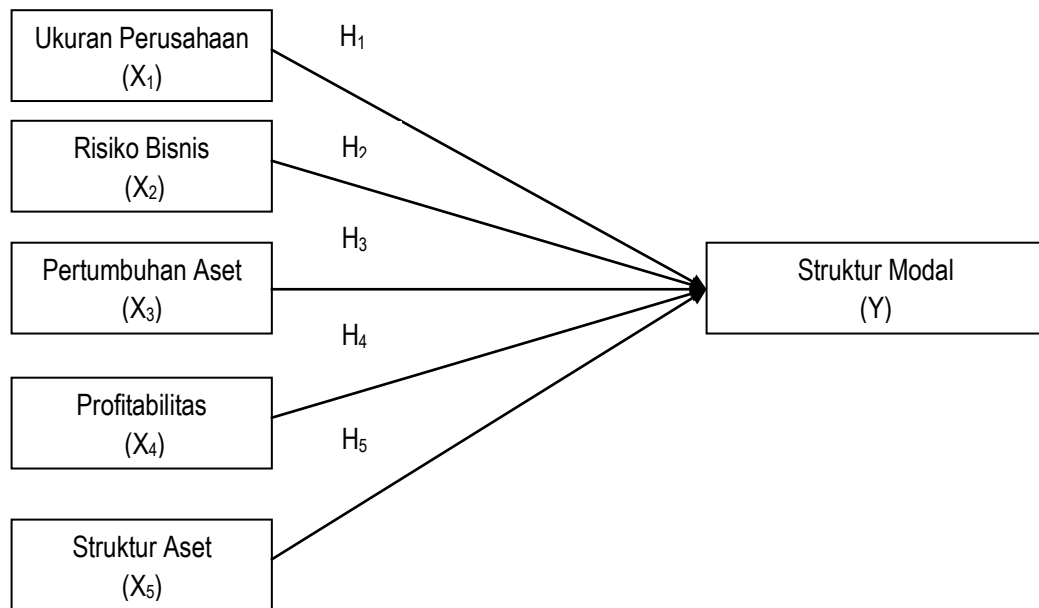 Ukuran Perusahaan
(X₁)
H₁
Risiko Bisnis
(X₂)
H₂
Pertumbuhan Aset
(X₃)
H₃
Struktur Modal
(Y)
Profitabilitas
(X₄)
H₄
Struktur Aset
(X₅)
H₅